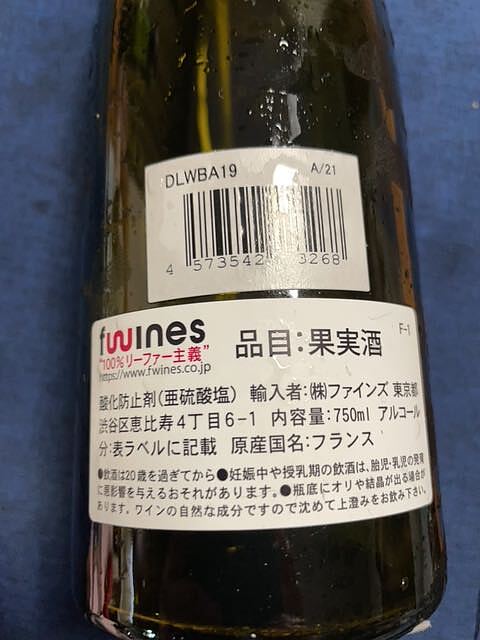 DLWBA19 A/21
4 573542 3268
fwines
"100%リーファー主義"
https://www.fwines.co.jp
品目:果実酒 F-1
酸化防止剤(亜硫酸塩) 輸入者:㈱ファインズ 東京都
渋谷区恵比寿4丁目6-1 内容量:750ml アルコール
分:表ラベルに記載 原産国名:フランス
●飲酒は20歳を過ぎてから●妊娠中や授乳期の飲酒は、胎児・乳児の発育
に悪影響を与えるおそれがあります。●瓶底にオリや結晶が出る場合が
あります。ワインの自然な成分ですので沈めて上澄みをお飲み下さい。